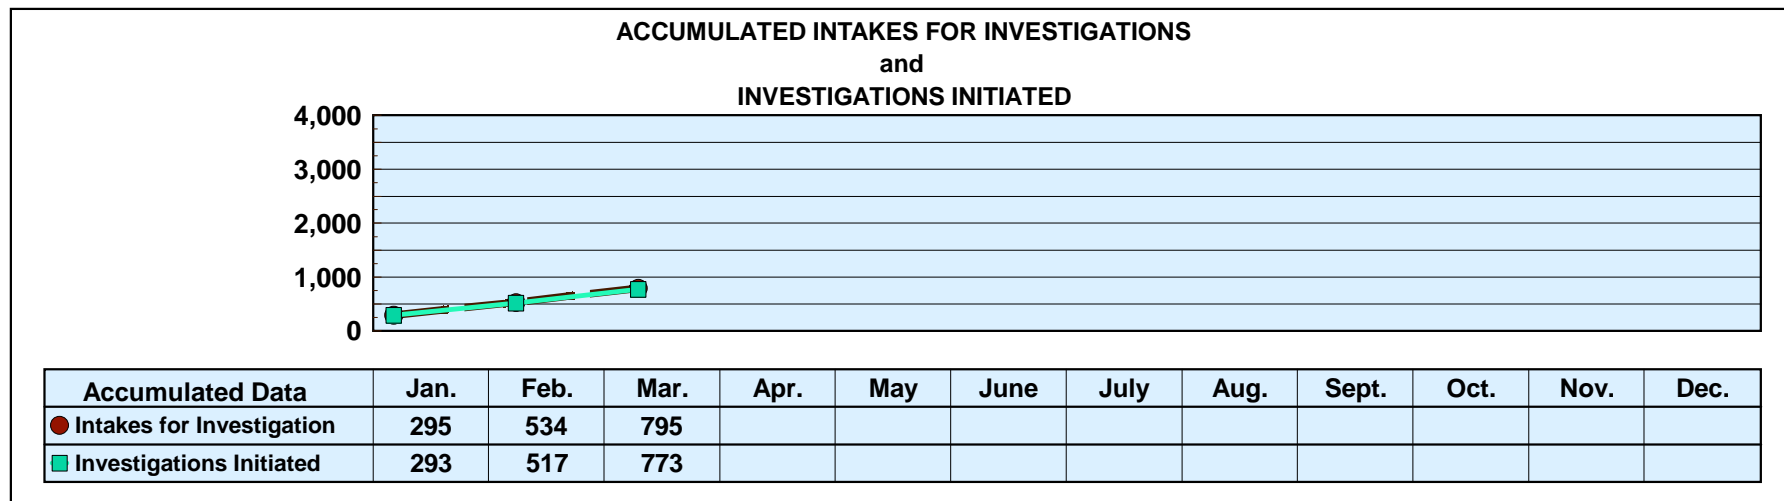 ACCUMULATED INTAKES FOR INVESTIGATIONS
and
INVESTIGATIONS INITIATED
4,000
3,000
2,000
1,000
0
Accumulated Data Jan. Feb. Mar. Apr. May June July Aug. Sept. Oct. Nov. Dec.
Intakes for Investigation 295 534 795
Investigations Initiated 293 517 773